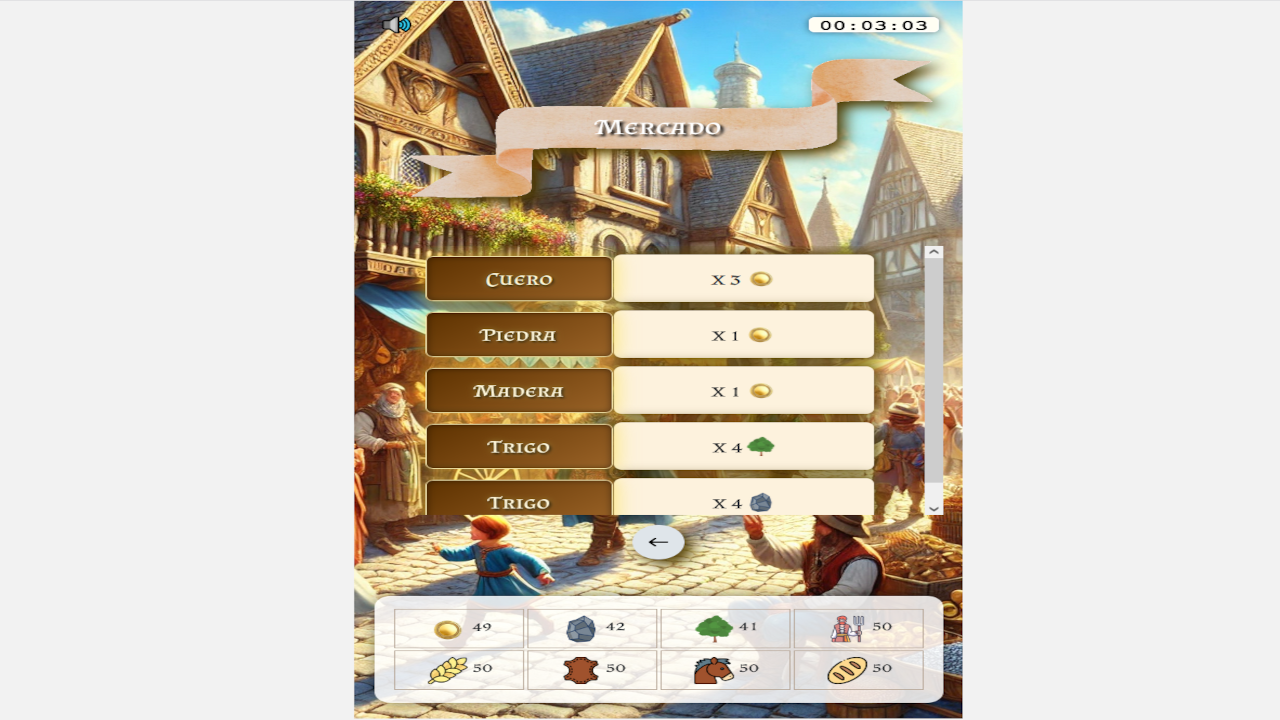 00:03:03
Mercado
Cuero X 3
Piedra X 1
Madera X 1
Trigo X 4
Trigo X 4
←
49 42 41 50
50 50 50 50